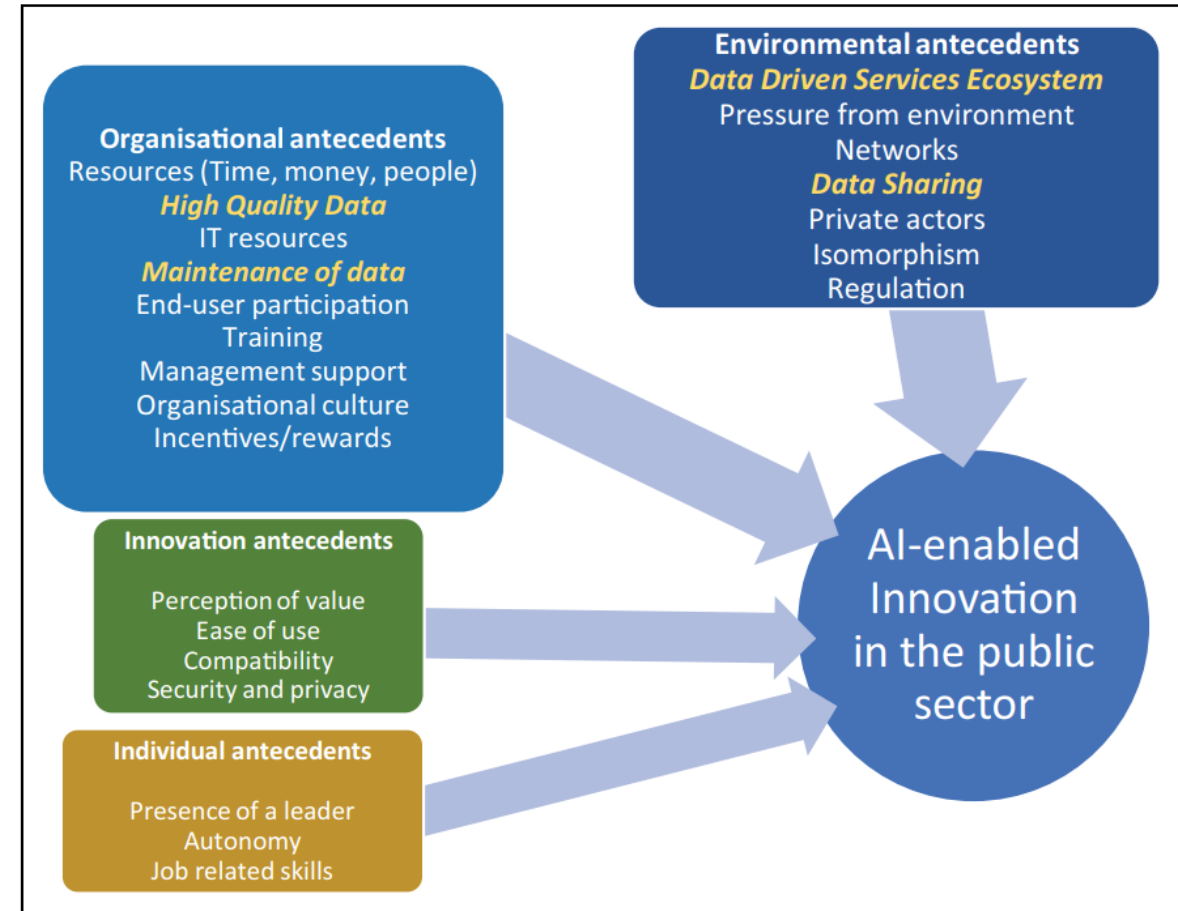 Organisational antecedents
Resources (Time, money, people)
High Quality Data
IT resources
Maintenance of data
End-user participation
Training
Management support
Organisational culture
Incentives/rewards
Environmental antecedents
Data Driven Services Ecosystem
Pressure from environment
Networks
Data Sharing
Private actors
Isomorphism
Regulation
Innovation antecedents
Perception of value
Ease of use
Compatibility
Security and privacy
Individual antecedents
Presence of a leader
Autonomy
Job related skills
AI-enabled
Innovation
in the public
sector